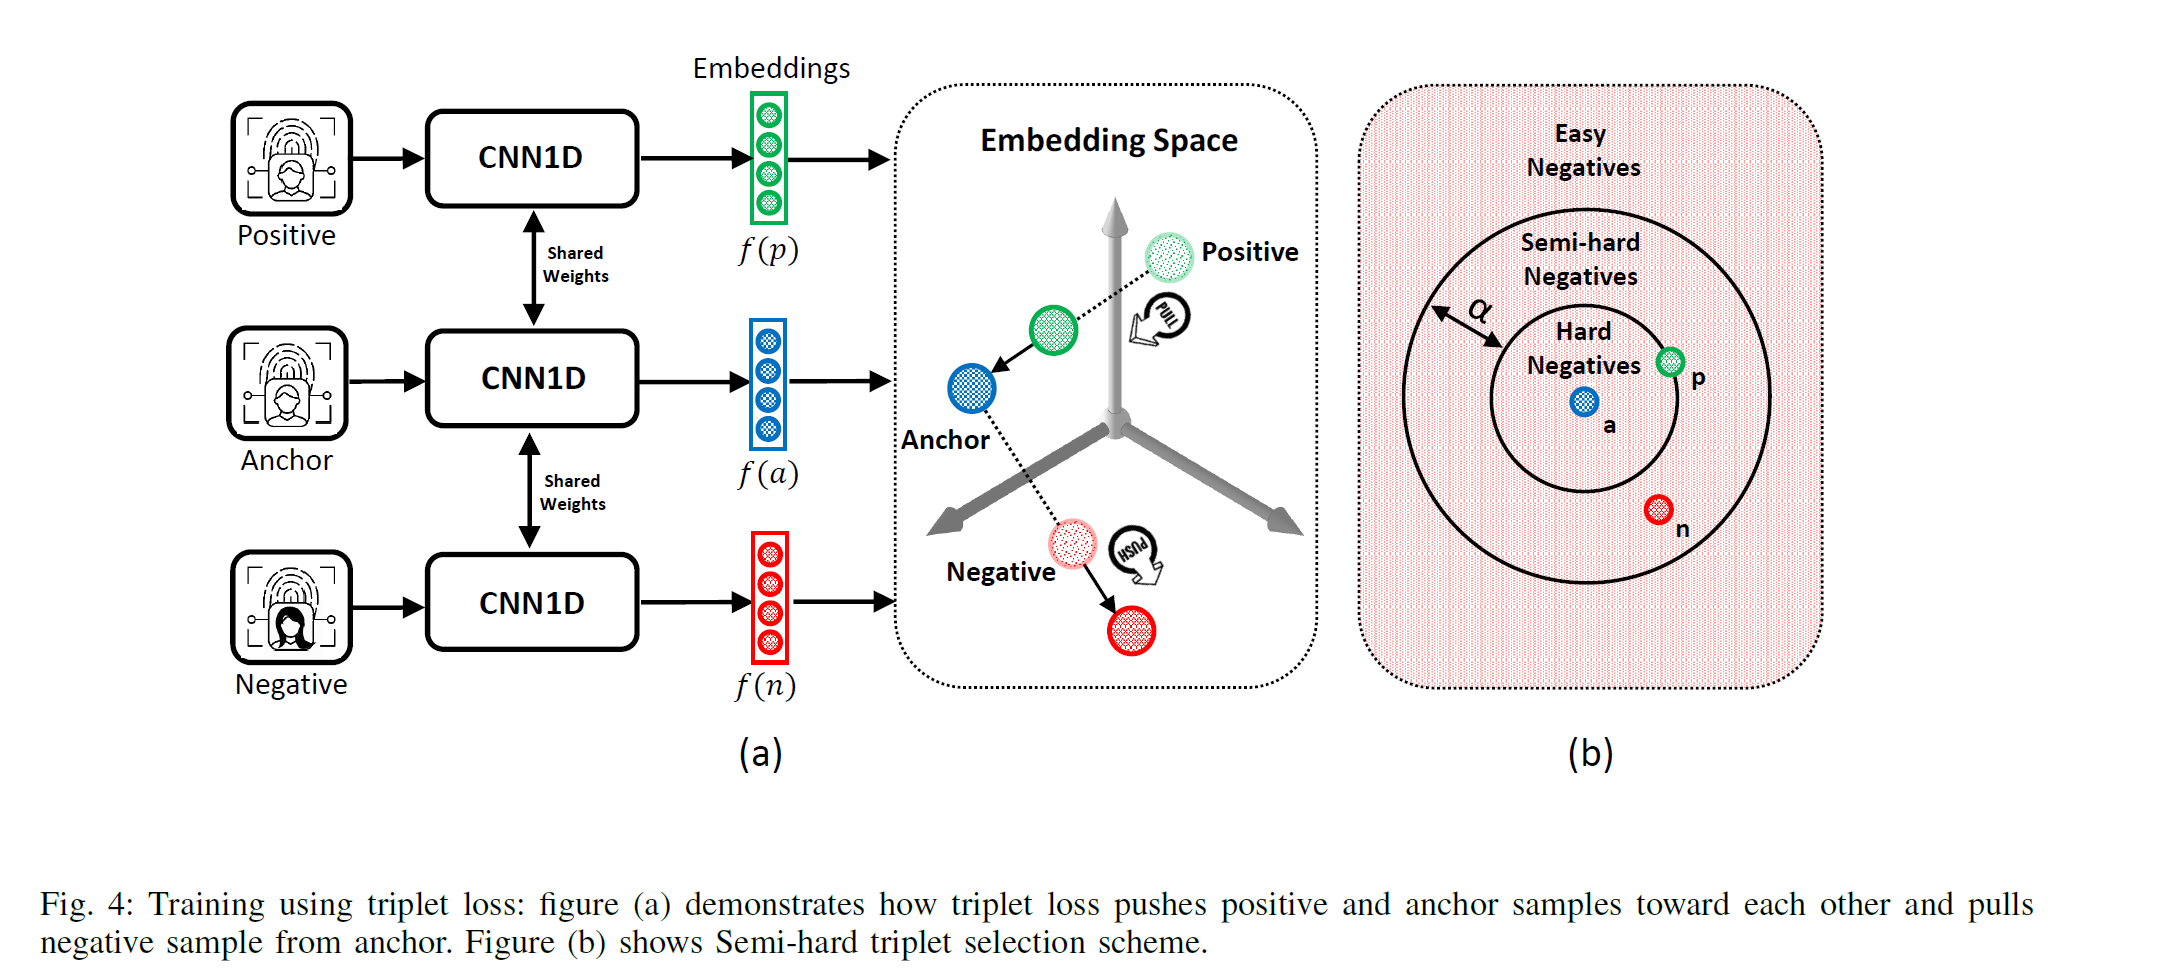 Embeddings
Positive
CNN1D
f(p)
Shared
Weights
Anchor
CNN1D
f(a)
Shared
Weights
Negative
CNN1D
f(n)
Embedding Space
Positive
PULL
Anchor
Negative
PUSH
(a)
Easy
Negatives
Semi-hard
Negatives
α
Hard
Negatives
p
a
n
(b)
Fig. 4: Training using triplet loss: figure (a) demonstrates how triplet loss pushes positive and anchor samples toward each other and pulls
negative sample from anchor. Figure (b) shows Semi-hard triplet selection scheme.